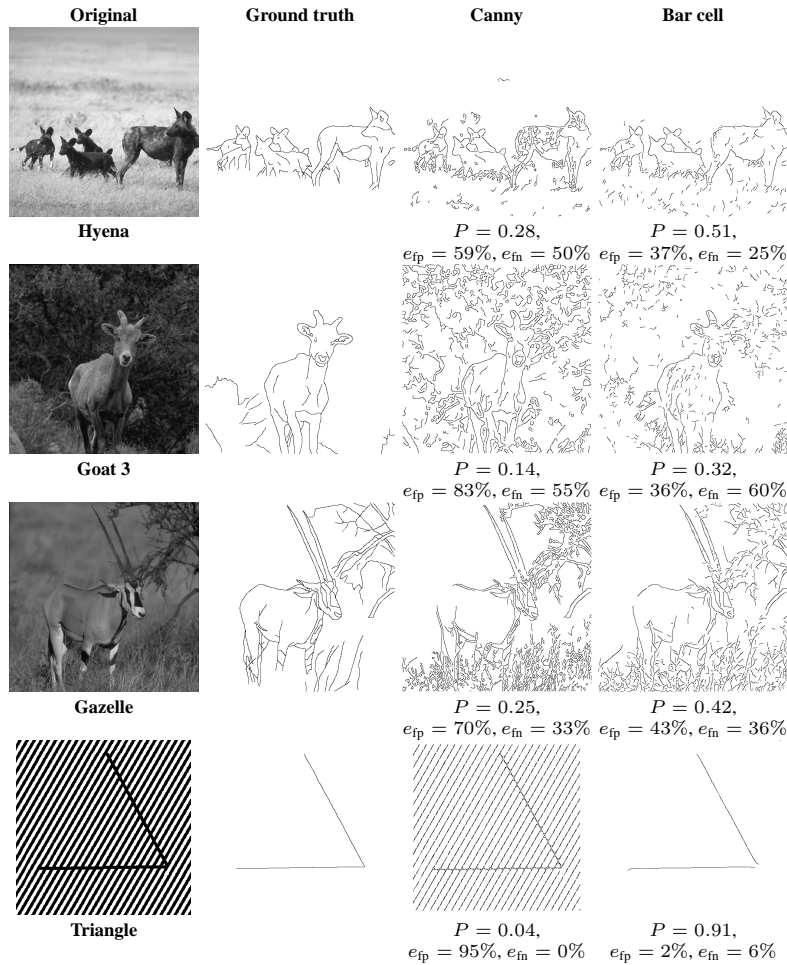 Original Ground truth Canny Bar cell
Hyena
P = 0.28, P = 0.51,
e_fp = 59%, e_fn = 50% e_fp = 37%, e_fn = 25%
Goat 3
P = 0.14, P = 0.32,
e_fp = 83%, e_fn = 55% e_fp = 36%, e_fn = 60%
Gazelle
P = 0.25, P = 0.42,
e_fp = 70%, e_fn = 33% e_fp = 43%, e_fn = 36%
Triangle
P = 0.04, P = 0.91,
e_fp = 95%, e_fn = 0% e_fp = 2%, e_fn = 6%